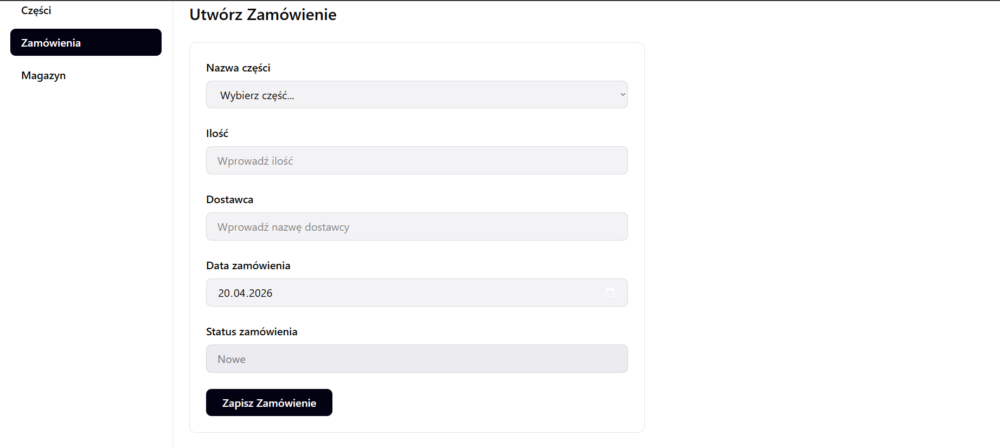 Części
Zamówienia
Magazyn
Utwórz Zamówienie
Nazwa części
Wybierz część...
Ilość
Wprowadź ilość
Dostawca
Wprowadź nazwę dostawcy
Data zamówienia
20.04.2026
Status zamówienia
Nowe
Zapisz Zamówienie